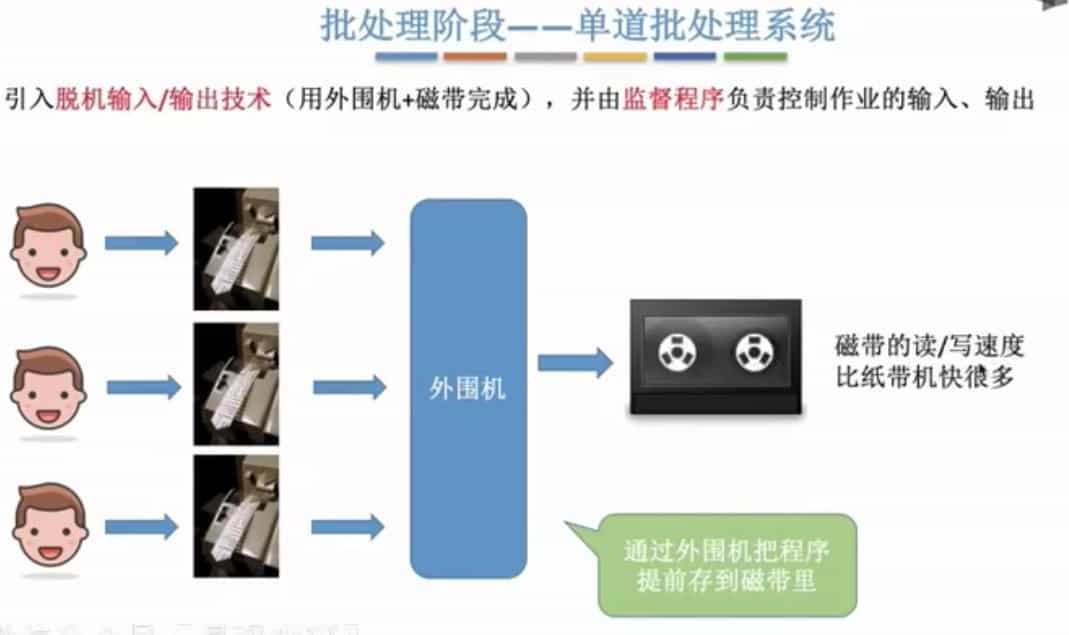 批处理阶段——单道批处理系统
引入脱机输入/输出技术（用外围机+磁带完成），并由监督程序负责控制作业的输入、输出
外围机
磁带的读/写速度
比纸带机快很多
通过外围机把程序
提前存到磁带里